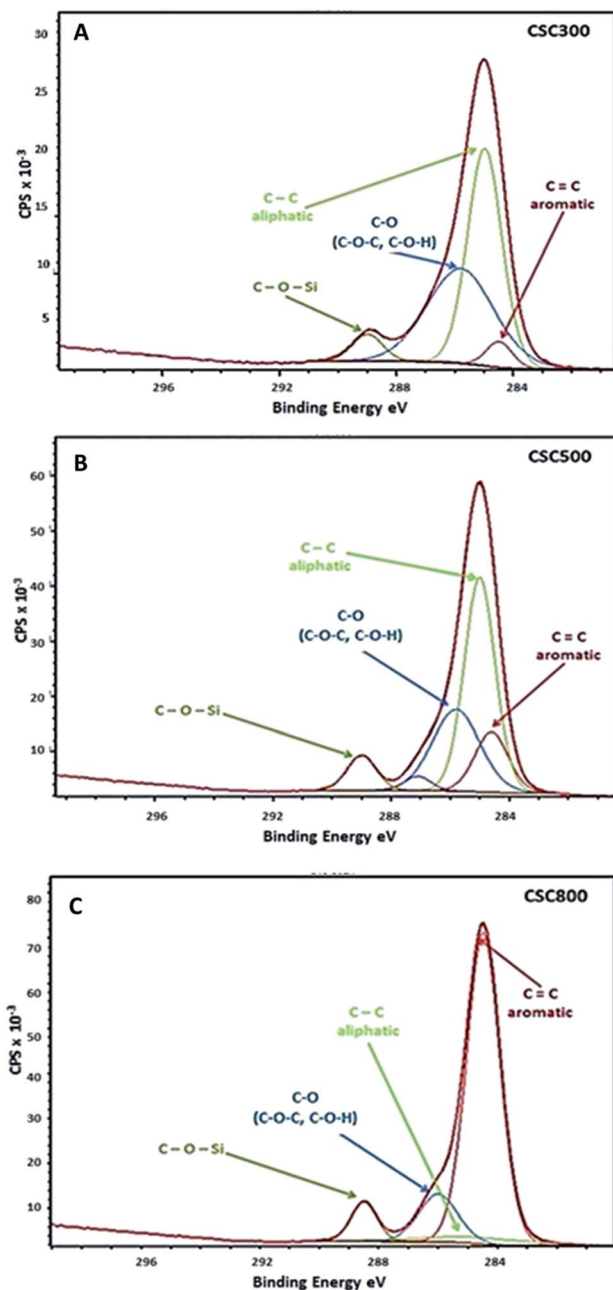 A
CSC300
30
25
20
15
10
5
CPS x 10⁻³
C – C
aliphatic
C = C
aromatic
C-O
(C-O-C, C-O-H)
C – O – Si
296
292
288
284
Binding Energy eV
B
CSC500
60
50
40
30
20
10
CPS x 10⁻³
C – C
aliphatic
C-O
(C-O-C, C-O-H)
C = C
aromatic
C – O – Si
296
292
288
284
Binding Energy eV
C
CSC800
80
70
60
50
40
30
20
10
CPS x 10⁻³
C = C
aromatic
C – C
aliphatic
C-O
(C-O-C, C-O-H)
C – O – Si
296
292
288
284
Binding Energy eV